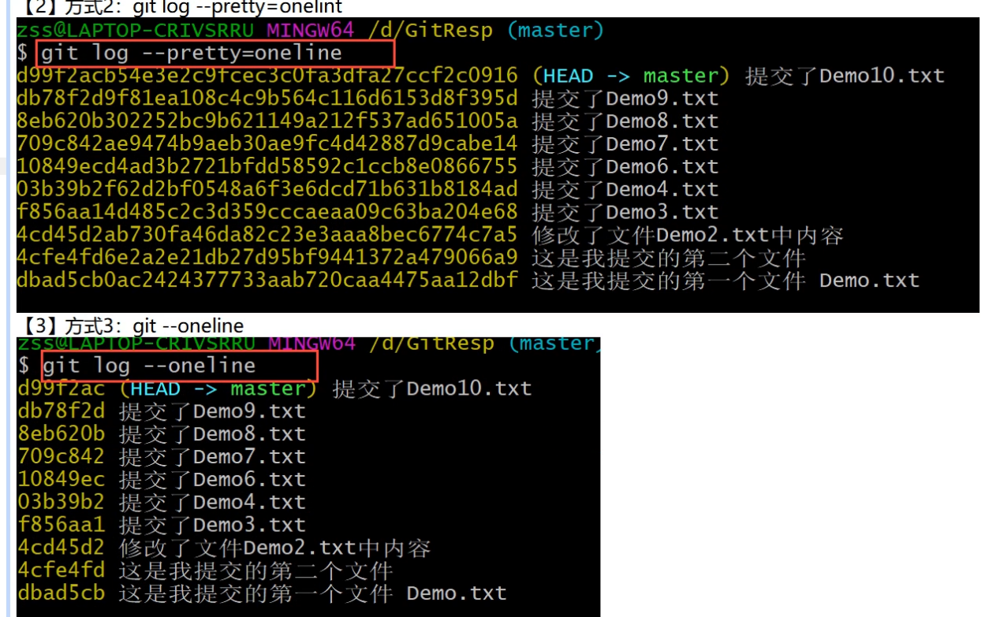 【2】方式2：git log --pretty=onelint
zss@LAPTOP-CRIVSRRU MINGW64 /d/GitResp (master)
$ git log --pretty=oneline
d99f2acb54e3e2c9fcec3c0fa3dfa27ccf2c0916 (HEAD -> master) 提交了Demo10.txt
db78f2d9f81ea108c4c9b564c116d6153d8f395d 提交了Demo9.txt
8eb620b302252bc9b621149a212f537ad651005a 提交了Demo8.txt
709c842ae9474b9aeb30ae9fc4d42887d9cabe14 提交了Demo7.txt
10849ecd4ad3b2721bfdd58592c1ccb8e0866755 提交了Demo6.txt
03b39b2f62d2bf0548a6f3e6dcd71b631b8184ad 提交了Demo4.txt
f856aa14d485c2c3d359cccaeaa09c63ba204e68 提交了Demo3.txt
4cd45d2ab730fa46da82c23e3aaa8bec6774c7a5 修改了文件Demo2.txt中内容
4cfe4fd6e2a2e21db27d95bf9441372a479066a9 这是我提交的第二个文件
dbad5cb0ac2424377733aab720caa4475aa12dbf 这是我提交的第一个文件 Demo.txt
【3】方式3：git --oneline
zss@LAPTOP-CRIVSRRU MINGW64 /d/GitResp (master)
$ git log --oneline
d99f2ac (HEAD -> master) 提交了Demo10.txt
db78f2d 提交了Demo9.txt
8eb620b 提交了Demo8.txt
709c842 提交了Demo7.txt
10849ec 提交了Demo6.txt
03b39b2 提交了Demo4.txt
f856aa1 提交了Demo3.txt
4cd45d2 修改了文件Demo2.txt中内容
4cfe4fd 这是我提交的第二个文件
dbad5cb 这是我提交的第一个文件 Demo.txt